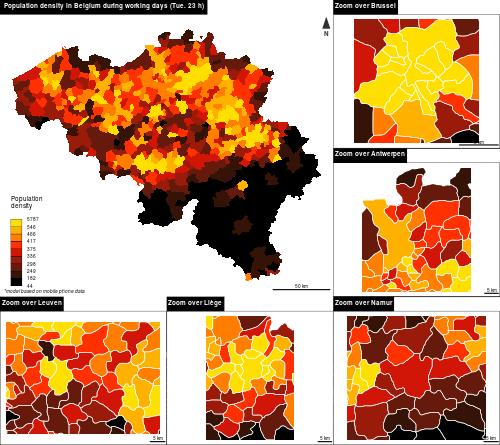 Population density in Belgium during working days (Tue. 23 h)
N
Population
density
5787
546
466
417
375
336
298
249
182
44
*model based on mobile phone data
50 km
Zoom over Brussel
Zoom over Antwerpen
5 km
Zoom over Leuven
5 km
Zoom over Liège
5 km
Zoom over Namur
5 km